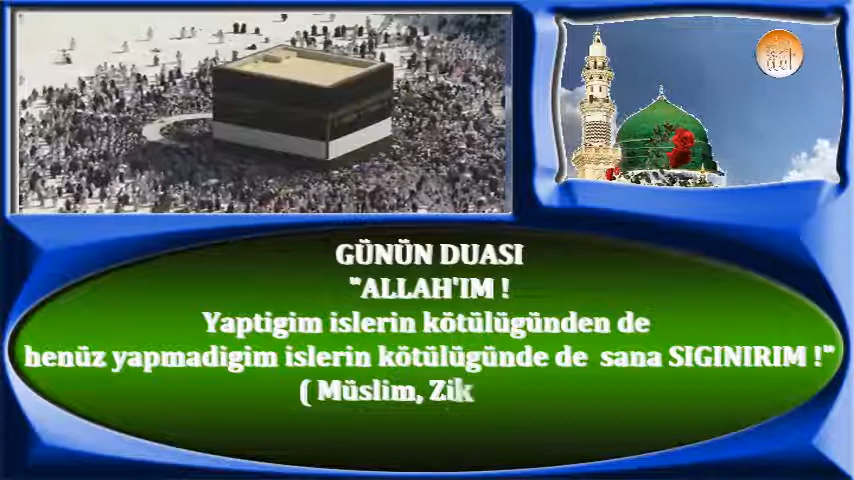 GÜNÜN DUASI
"ALLAH'IM !
Yaptigim islerin kötülügünden de
henüz yapmadigim islerin kötülügünde de sana SIGINIRIM !"
( Müslim, Zik